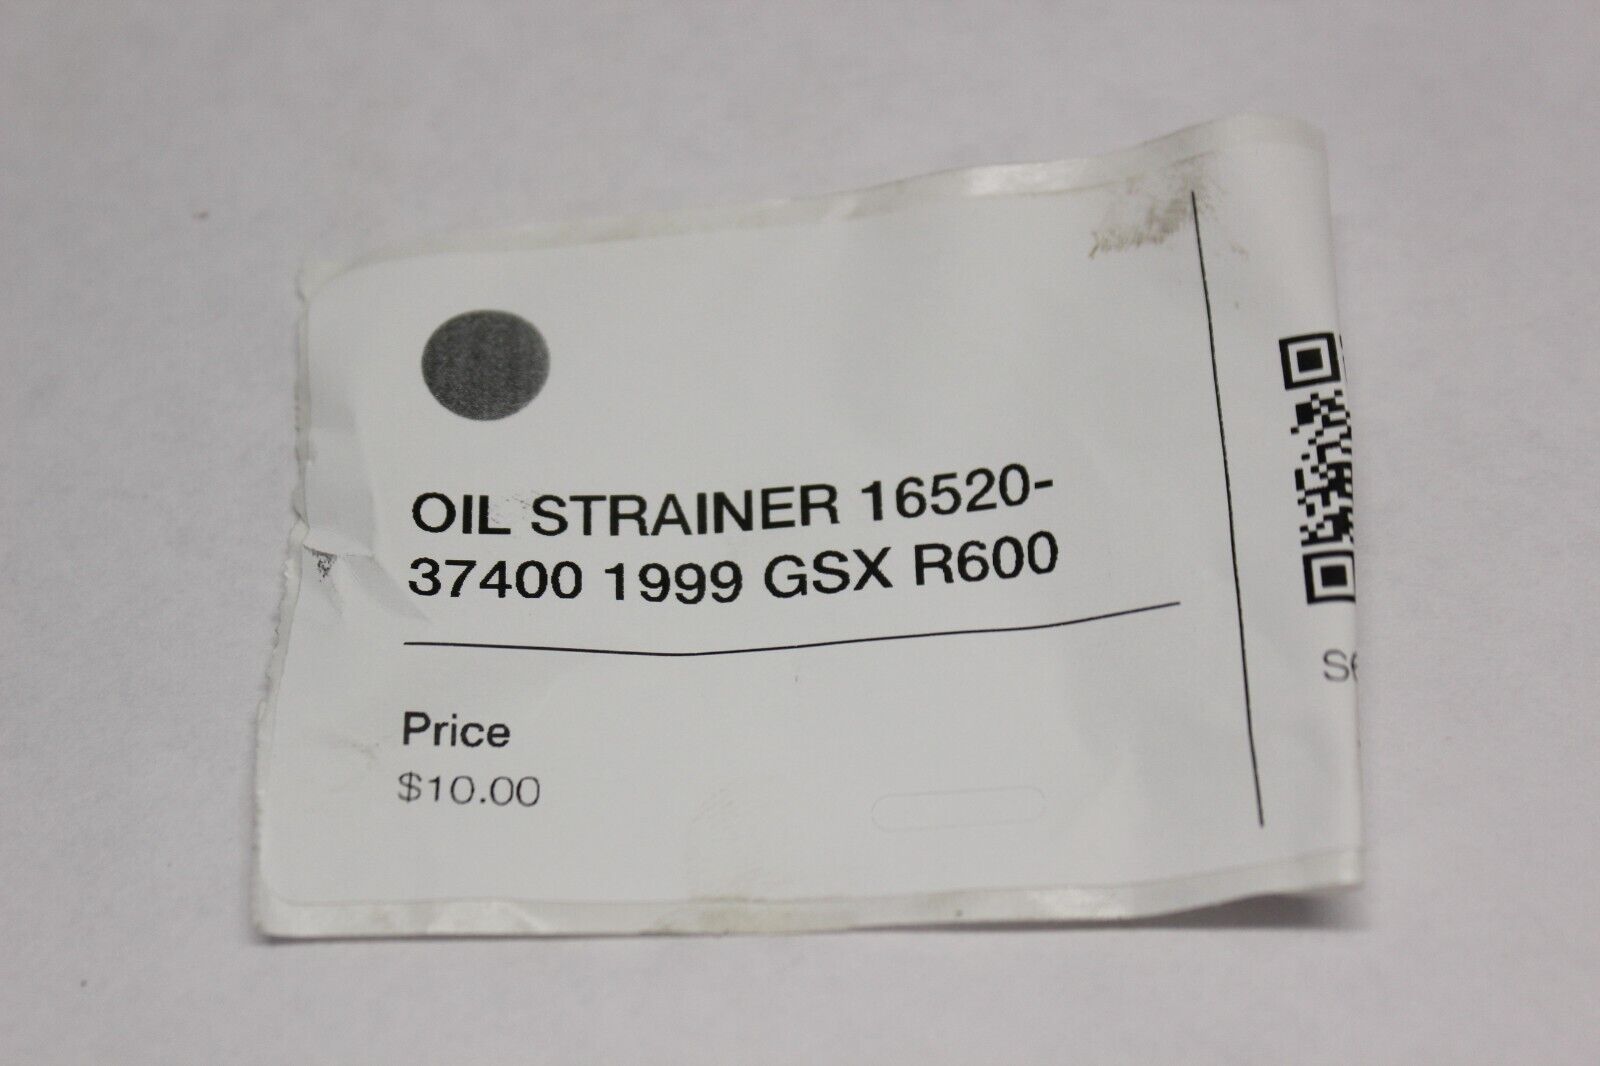 OIL STRAINER 16520-
37400 1999 GSX R600
Price
$10.00